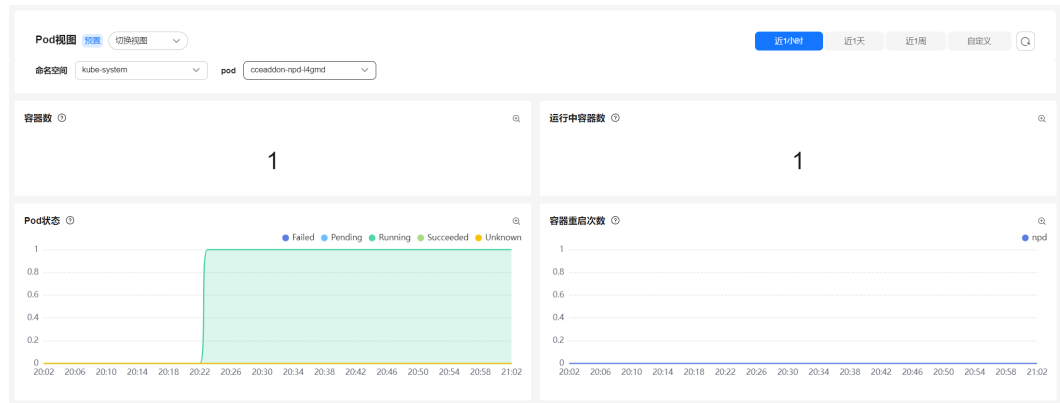 Pod视图 预置 切换视图 近1小时 近1天 近1周 自定义
命名空间 kube-system pod cceaddon-npd-l4gmd
容器数 运行中容器数
1 1
Pod状态 容器重启次数
Failed Pending Running Succeeded Unknown npd
1 1
0.8 0.8
0.6 0.6
0.4 0.4
0.2 0.2
0 0
20:02 20:06 20:10 20:14 20:18 20:22 20:26 20:30 20:34 20:38 20:42 20:46 20:50 20:54 20:58 21:02 20:02 20:06 20:10 20:14 20:18 20:22 20:26 20:30 20:34 20:38 20:42 20:46 20:50 20:54 20:58 21:02